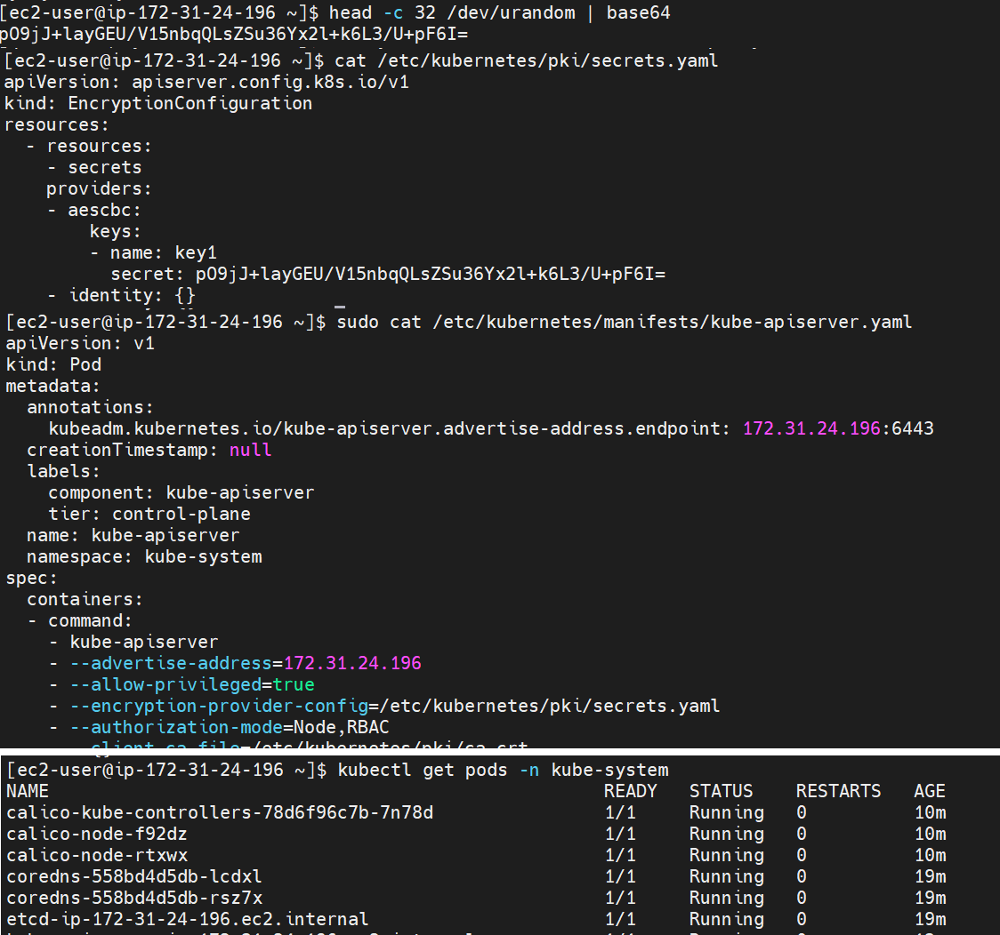 [ec2-user@ip-172-31-24-196 ~]$ head -c 32 /dev/urandom | base64
pO9jJ+layGEU/V15nbqQLsZSu36Yx2l+k6L3/U+pF6I=
[ec2-user@ip-172-31-24-196 ~]$ cat /etc/kubernetes/pki/secrets.yaml
apiVersion: apiserver.config.k8s.io/v1
kind: EncryptionConfiguration
resources:
  - resources:
    - secrets
    providers:
    - aescbc:
        keys:
        - name: key1
          secret: pO9jJ+layGEU/V15nbqQLsZSu36Yx2l+k6L3/U+pF6I=
    - identity: {}
[ec2-user@ip-172-31-24-196 ~]$ sudo cat /etc/kubernetes/manifests/kube-apiserver.yaml
apiVersion: v1
kind: Pod
metadata:
  annotations:
    kubeadm.kubernetes.io/kube-apiserver.advertise-address.endpoint: 172.31.24.196:6443
  creationTimestamp: null
  labels:
    component: kube-apiserver
    tier: control-plane
  name: kube-apiserver
  namespace: kube-system
spec:
  containers:
  - command:
    - kube-apiserver
    - --advertise-address=172.31.24.196
    - --allow-privileged=true
    - --encryption-provider-config=/etc/kubernetes/pki/secrets.yaml
    - --authorization-mode=Node,RBAC
    - --client-ca-file=/etc/kubernetes/pki/ca.crt
[ec2-user@ip-172-31-24-196 ~]$ kubectl get pods -n kube-system
NAME READY STATUS RESTARTS AGE
calico-kube-controllers-78d6f96c7b-7n78d 1/1 Running 0 10m
calico-node-f92dz 1/1 Running 0 10m
calico-node-rtxwx 1/1 Running 0 10m
coredns-558bd4d5db-lcdxl 1/1 Running 0 19m
coredns-558bd4d5db-rsz7x 1/1 Running 0 19m
etcd-ip-172-31-24-196.ec2.internal 1/1 Running 0 19m